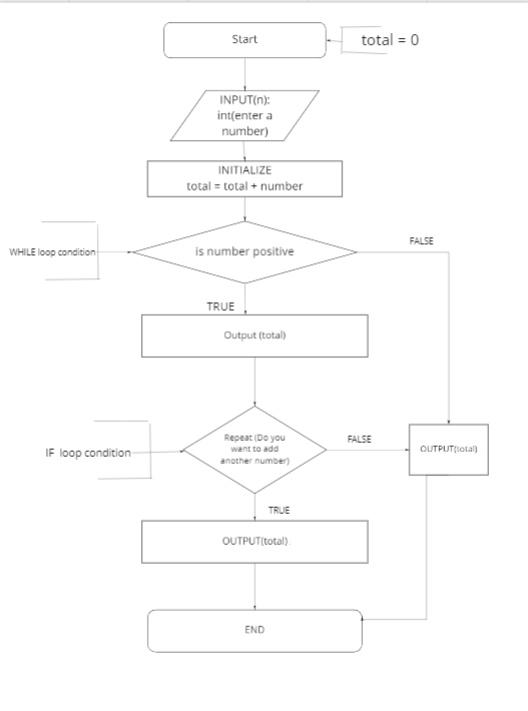 Start
total = 0
INPUT(n):
int(enter a
number)
INITIALIZE
total = total + number
WHILE loop condition
is number positive
FALSE
TRUE
Output (total)
IF loop condition
Repeat (Do you
want to add
another number)
FALSE
OUTPUT(total)
TRUE
OUTPUT(total)
END